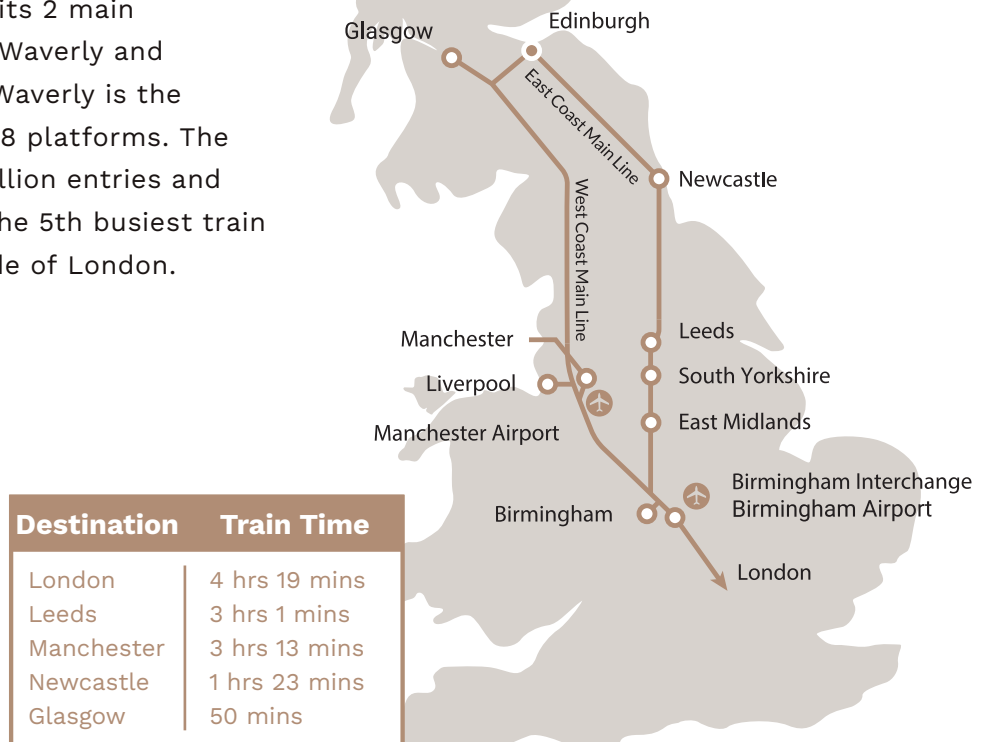 its 2 main
Waverly and
Waverly is the
8 platforms. The
llion entries and
he 5th busiest train
le of London.
Glasgow
Edinburgh
East Coast Main Line
Newcastle
West Coast Main Line
Manchester
Leeds
Liverpool
South Yorkshire
Manchester Airport
East Midlands
Birmingham Interchange
Birmingham Airport
Birmingham
London
Destination Train Time
London 4 hrs 19 mins
Leeds 3 hrs 1 mins
Manchester 3 hrs 13 mins
Newcastle 1 hrs 23 mins
Glasgow 50 mins